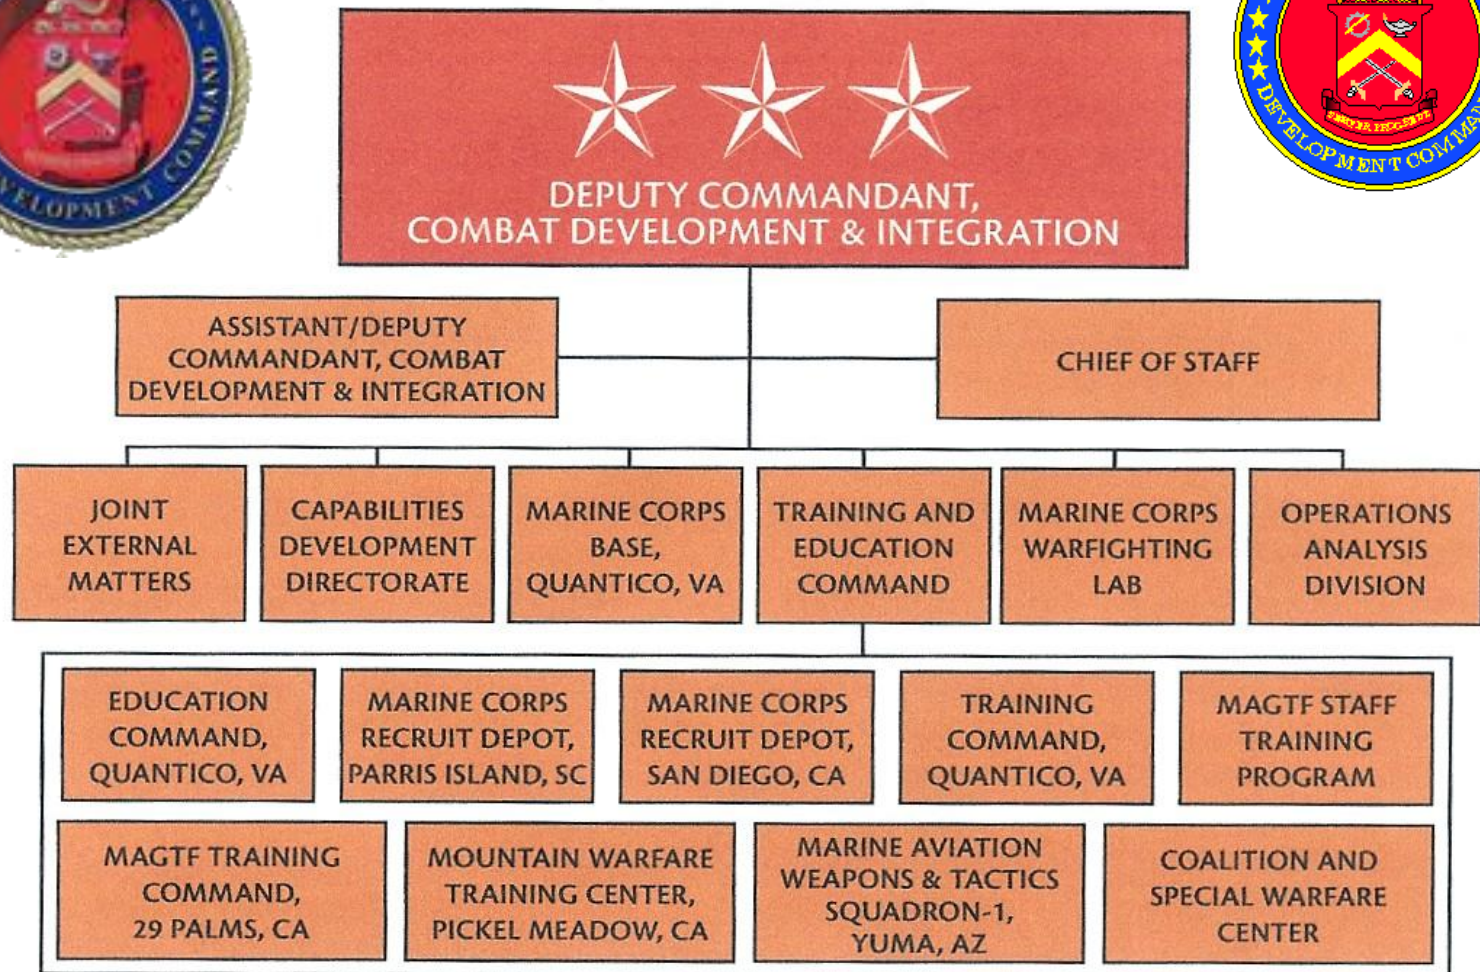 VELOPMENT COMMAND
DEVELOPMENT COMMAND
DEPUTY COMMANDANT,
COMBAT DEVELOPMENT & INTEGRATION
ASSISTANT/DEPUTY
COMMANDANT, COMBAT
DEVELOPMENT & INTEGRATION
CHIEF OF STAFF
JOINT
EXTERNAL
MATTERS
CAPABILITIES
DEVELOPMENT
DIRECTORATE
MARINE CORPS
BASE,
QUANTICO, VA
TRAINING AND
EDUCATION
COMMAND
MARINE CORPS
WARFIGHTING
LAB
OPERATIONS
ANALYSIS
DIVISION
EDUCATION
COMMAND,
QUANTICO, VA
MARINE CORPS
RECRUIT DEPOT,
PARRIS ISLAND, SC
MARINE CORPS
RECRUIT DEPOT,
SAN DIEGO, CA
TRAINING
COMMAND,
QUANTICO, VA
MAGTF STAFF
TRAINING
PROGRAM
MAGTF TRAINING
COMMAND,
29 PALMS, CA
MOUNTAIN WARFARE
TRAINING CENTER,
PICKEL MEADOW, CA
MARINE AVIATION
WEAPONS & TACTICS
SQUADRON-1,
YUMA, AZ
COALITION AND
SPECIAL WARFARE
CENTER